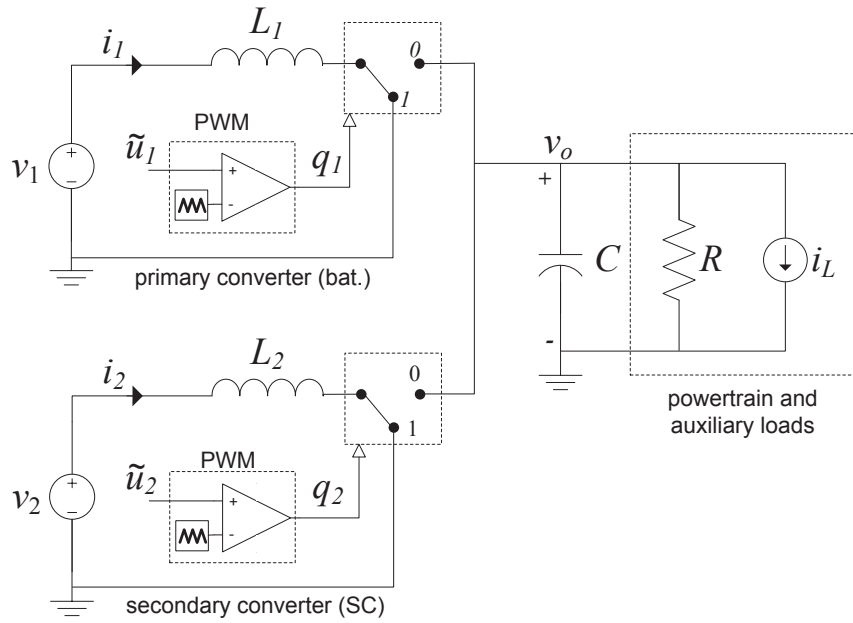 L1
i1
0
1
PWM
ũ1
q1
v1
+
−
+
-
primary converter (bat.)
vo
+
C
R
iL
-
powertrain and
auxiliary loads
L2
i2
0
1
PWM
ũ2
q2
v2
+
−
+
-
secondary converter (SC)